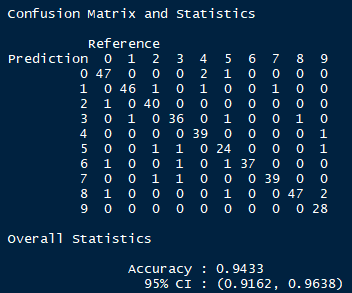 Confusion Matrix and Statistics
Reference
Prediction 0 1 2 3 4 5 6 7 8 9
0 47 0 0 0 2 1 0 0 0 0
1 0 46 1 0 1 0 1 0 0 1 0
2 1 0 40 0 0 0 0 0 0 0
3 0 1 0 36 0 1 0 0 1 0
4 0 0 0 0 39 0 0 0 0 1
5 0 0 1 1 0 24 0 0 0 1
6 1 0 0 1 0 1 37 0 0 0
7 0 0 1 1 0 0 0 39 0 0
8 1 0 0 0 0 1 0 0 47 2
9 0 0 0 0 0 0 0 0 0 28
Overall Statistics
Accuracy : 0.9433
95% CI : (0.9162, 0.9638)